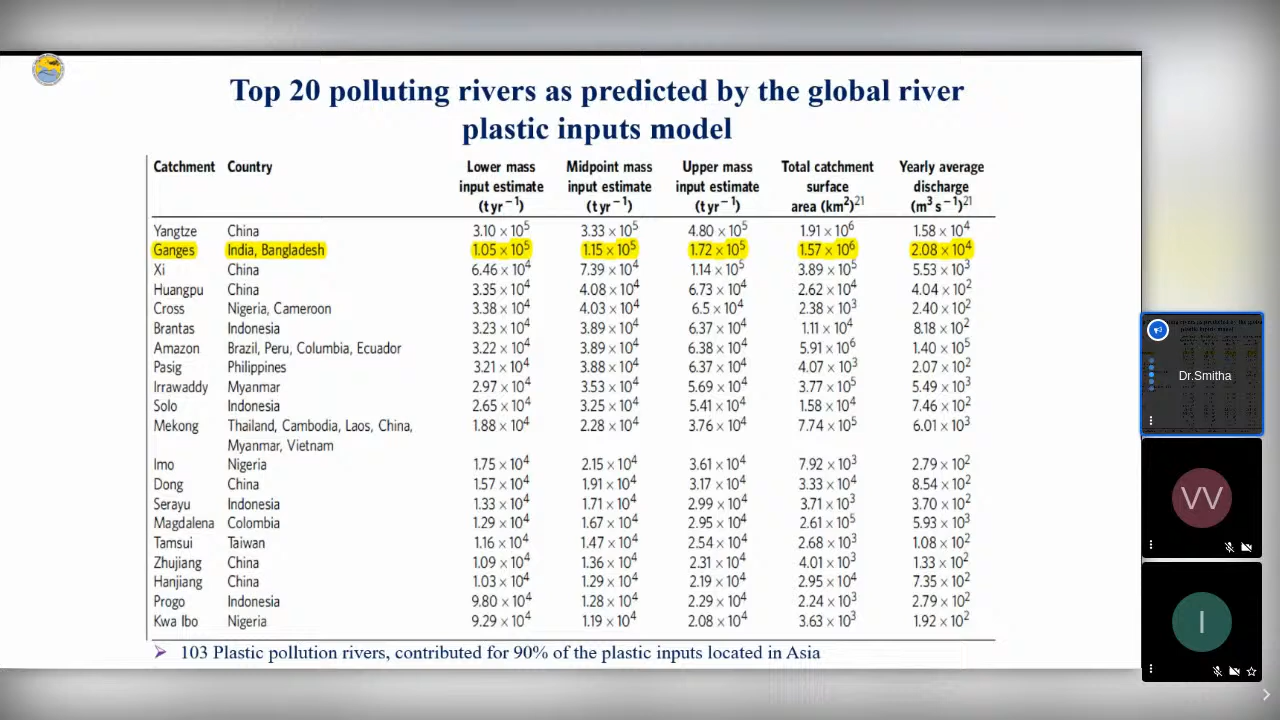 Top 20 polluting rivers as predicted by the global river
plastic inputs model
Catchment Country Lower mass input estimate (t yr⁻¹) Midpoint mass input estimate (t yr⁻¹) Upper mass input estimate (t yr⁻¹) Total catchment surface area (km²)²¹ Yearly average discharge (m³ s⁻¹)²¹
Yangtze China 3.10 × 10⁵ 3.33 × 10⁵ 4.80 × 10⁵ 1.91 × 10⁶ 1.58 × 10⁴
Ganges India, Bangladesh 1.05 × 10⁵ 1.15 × 10⁵ 1.72 × 10⁵ 1.57 × 10⁶ 2.08 × 10⁴
Xi China 6.46 × 10⁴ 7.39 × 10⁴ 1.14 × 10⁵ 3.89 × 10⁵ 5.53 × 10³
Huangpu China 3.35 × 10⁴ 4.08 × 10⁴ 6.73 × 10⁴ 2.62 × 10⁴ 4.04 × 10²
Cross Nigeria, Cameroon 3.38 × 10⁴ 4.03 × 10⁴ 6.5 × 10⁴ 2.38 × 10³ 2.40 × 10²
Brantas Indonesia 3.23 × 10⁴ 3.89 × 10⁴ 6.37 × 10⁴ 1.11 × 10⁴ 8.18 × 10²
Amazon Brazil, Peru, Columbia, Ecuador 3.22 × 10⁴ 3.89 × 10⁴ 6.38 × 10⁴ 5.91 × 10⁶ 1.40 × 10⁵
Pasig Philippines 3.21 × 10⁴ 3.88 × 10⁴ 6.37 × 10⁴ 4.07 × 10³ 2.07 × 10²
Irrawaddy Myanmar 2.97 × 10⁴ 3.53 × 10⁴ 5.69 × 10⁴ 3.77 × 10⁵ 5.49 × 10³
Solo Indonesia 2.65 × 10⁴ 3.25 × 10⁴ 5.41 × 10⁴ 1.58 × 10⁴ 7.46 × 10²
Mekong Thailand, Cambodia, Laos, China, 1.88 × 10⁴ 2.28 × 10⁴ 3.76 × 10⁴ 7.74 × 10⁵ 6.01 × 10³
Myanmar, Vietnam
Imo Nigeria 1.75 × 10⁴ 2.15 × 10⁴ 3.61 × 10⁴ 7.92 × 10³ 2.79 × 10²
Dong China 1.57 × 10⁴ 1.91 × 10⁴ 3.17 × 10⁴ 3.33 × 10⁴ 8.54 × 10²
Serayu Indonesia 1.33 × 10⁴ 1.71 × 10⁴ 2.99 × 10⁴ 3.71 × 10³ 3.70 × 10²
Magdalena Colombia 1.29 × 10⁴ 1.67 × 10⁴ 2.95 × 10⁴ 2.61 × 10⁵ 5.93 × 10³
Tamsui Taiwan 1.16 × 10⁴ 1.47 × 10⁴ 2.54 × 10⁴ 2.68 × 10³ 1.08 × 10²
Zhujiang China 1.09 × 10⁴ 1.36 × 10⁴ 2.31 × 10⁴ 4.01 × 10³ 1.33 × 10²
Hanjiang China 1.03 × 10⁴ 1.29 × 10⁴ 2.19 × 10⁴ 2.95 × 10⁴ 7.35 × 10²
Progo Indonesia 9.80 × 10⁴ 1.28 × 10⁴ 2.29 × 10⁴ 2.24 × 10³ 2.79 × 10²
Kwa Ibo Nigeria 9.29 × 10⁴ 1.19 × 10⁴ 2.08 × 10⁴ 3.63 × 10³ 1.92 × 10²
103 Plastic pollution rivers, contributed for 90% of the plastic inputs located in Asia
Dr.Smitha
VV
I